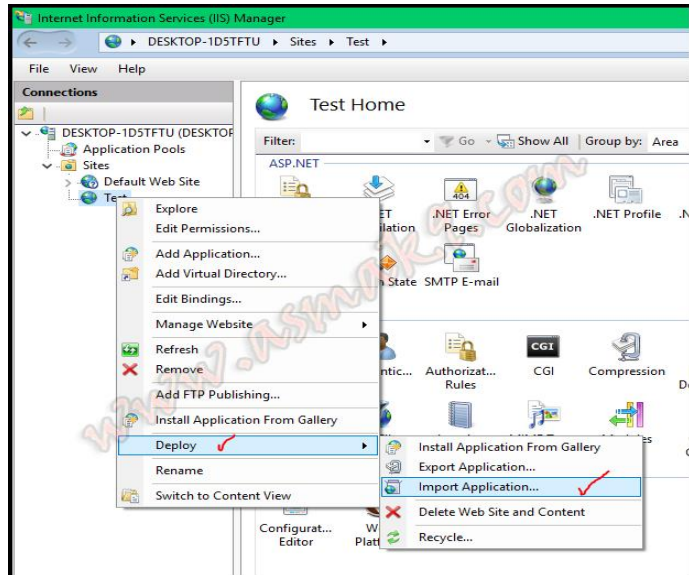 Internet Information Services (IIS) Manager
DESKTOP-1D5TFTU ▸ Sites ▸ Test ▸
File View Help
Connections
DESKTOP-1D5TFTU (DESKTOP
Application Pools
Sites
Default Web Site
Test
Test Home
Filter: Go Show All Group by: Area
ASP.NET
.NET Error Pages
.NET Globalization
.NET Profile
State
SMTP E-mail
Authorizat... Rules
CGI
Compression
Configurat... Editor
Explore
Edit Permissions...
Add Application...
Add Virtual Directory...
Edit Bindings...
Manage Website
Refresh
Remove
Add FTP Publishing...
Install Application From Gallery
Deploy
Rename
Switch to Content View
Install Application From Gallery
Export Application...
Import Application...
Delete Web Site and Content
Recycle...
404
CGI
www.asmakq.com